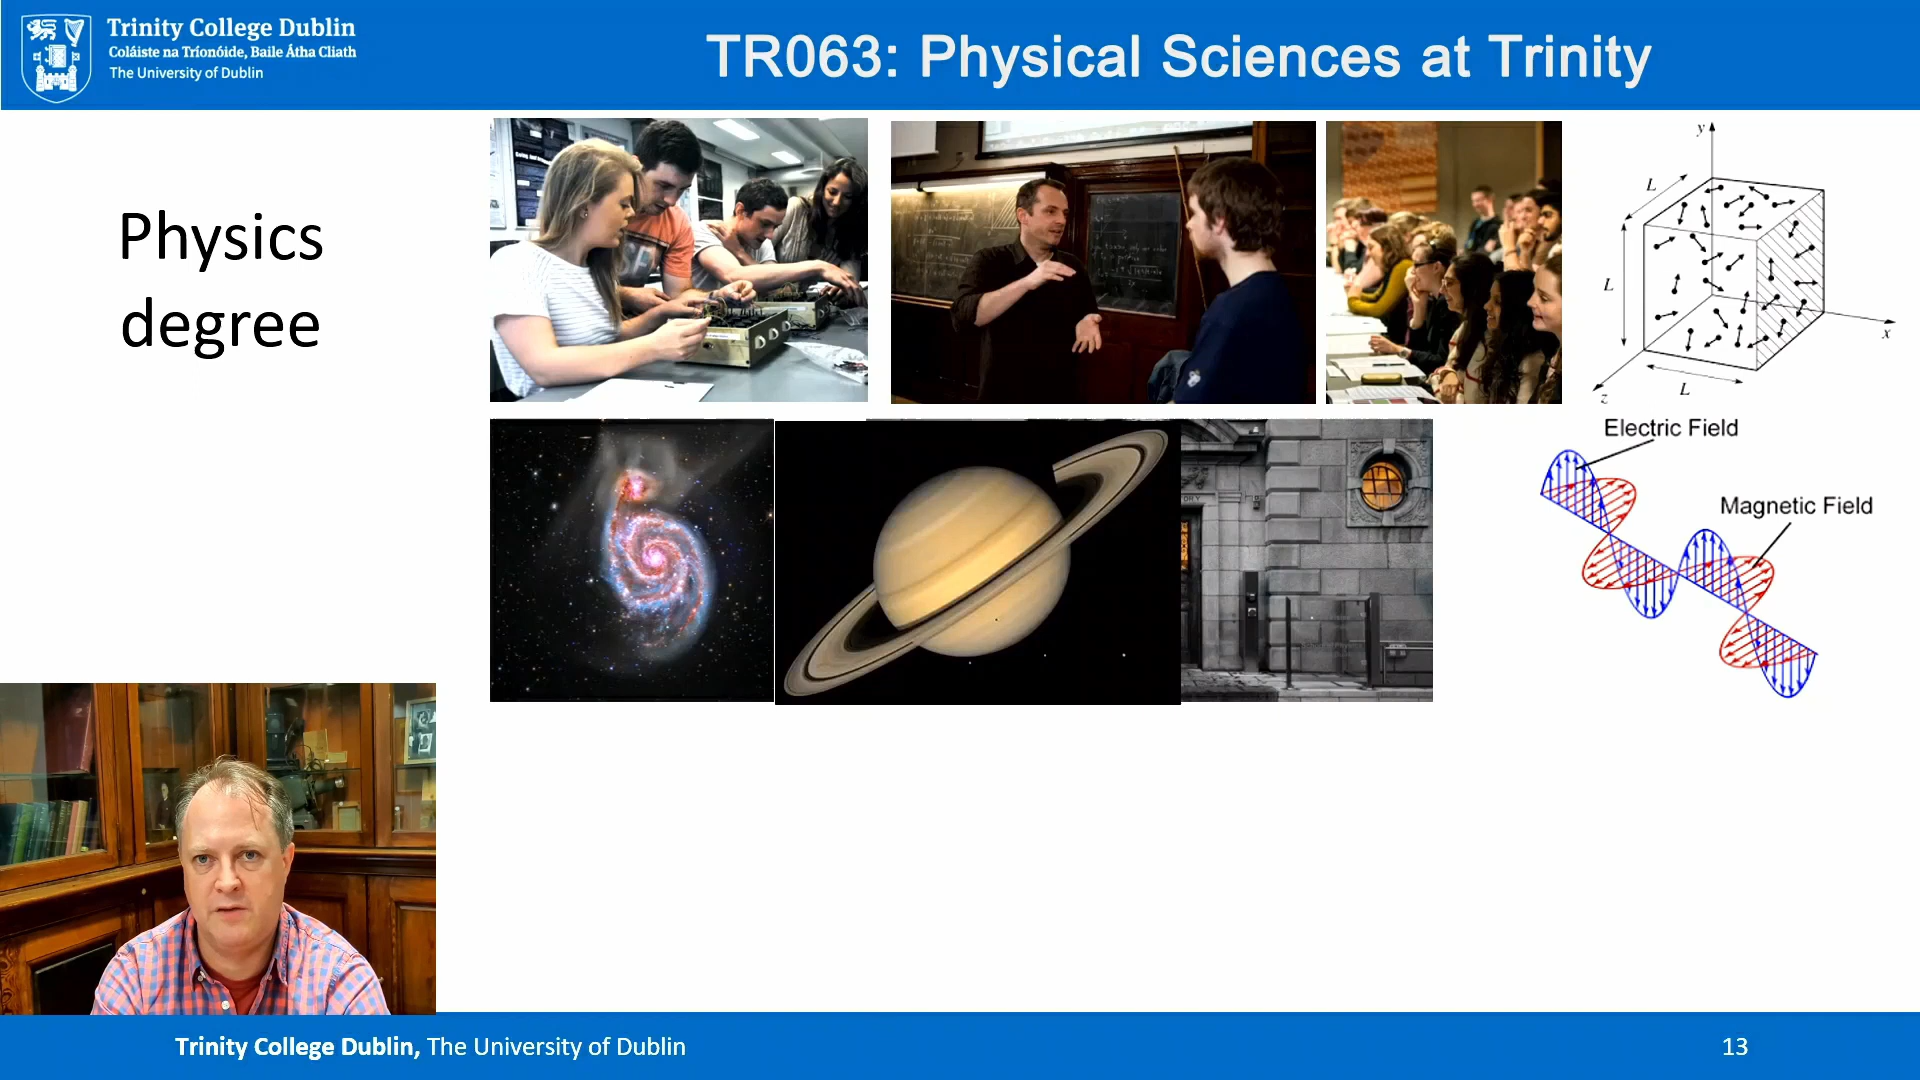 Trinity College Dublin
Coláiste na Tríonóide, Baile Átha Cliath
The University of Dublin
TR063: Physical Sciences at Trinity
Physics
degree
y
L
L
x
L
z
Electric Field
Magnetic Field
ORY
Trinity College Dublin, The University of Dublin
13